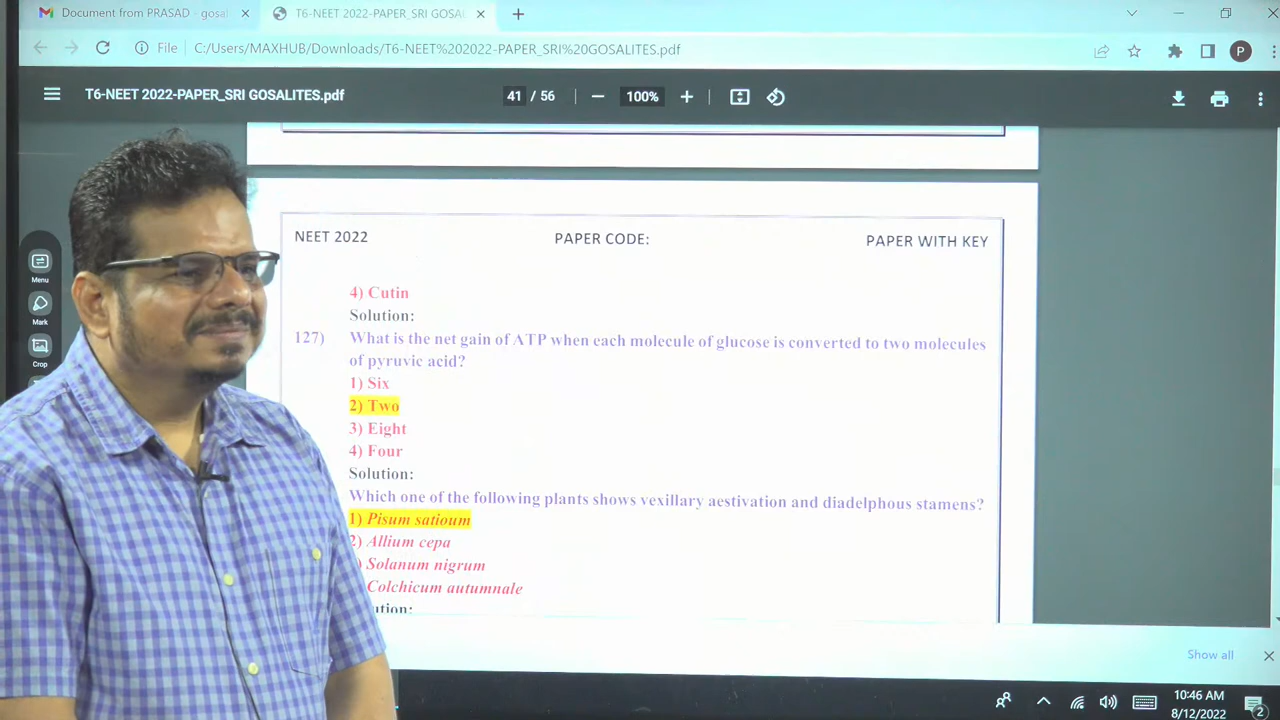 Document from PRASAD - gosal
T6-NEET 2022-PAPER_SRI GOSAL
File C:/Users/MAXHUB/Downloads/T6-NEET%202022-PAPER_SRI%20GOSALITES.pdf
P
T6-NEET 2022-PAPER_SRI GOSALITES.pdf
41 / 56
100%
NEET 2022 PAPER CODE: PAPER WITH KEY
Menu
Mark
Crop
4) Cutin
Solution:
127) What is the net gain of ATP when each molecule of glucose is converted to two molecules
of pyruvic acid?
1) Six
2) Two
3) Eight
4) Four
Solution:
Which one of the following plants shows vexillary aestivation and diadelphous stamens?
1) Pisum satioum
2) Allium cepa
) Solanum nigrum
Colchicum autumnale
ution:
Show all
10:46 AM
8/12/2022
2